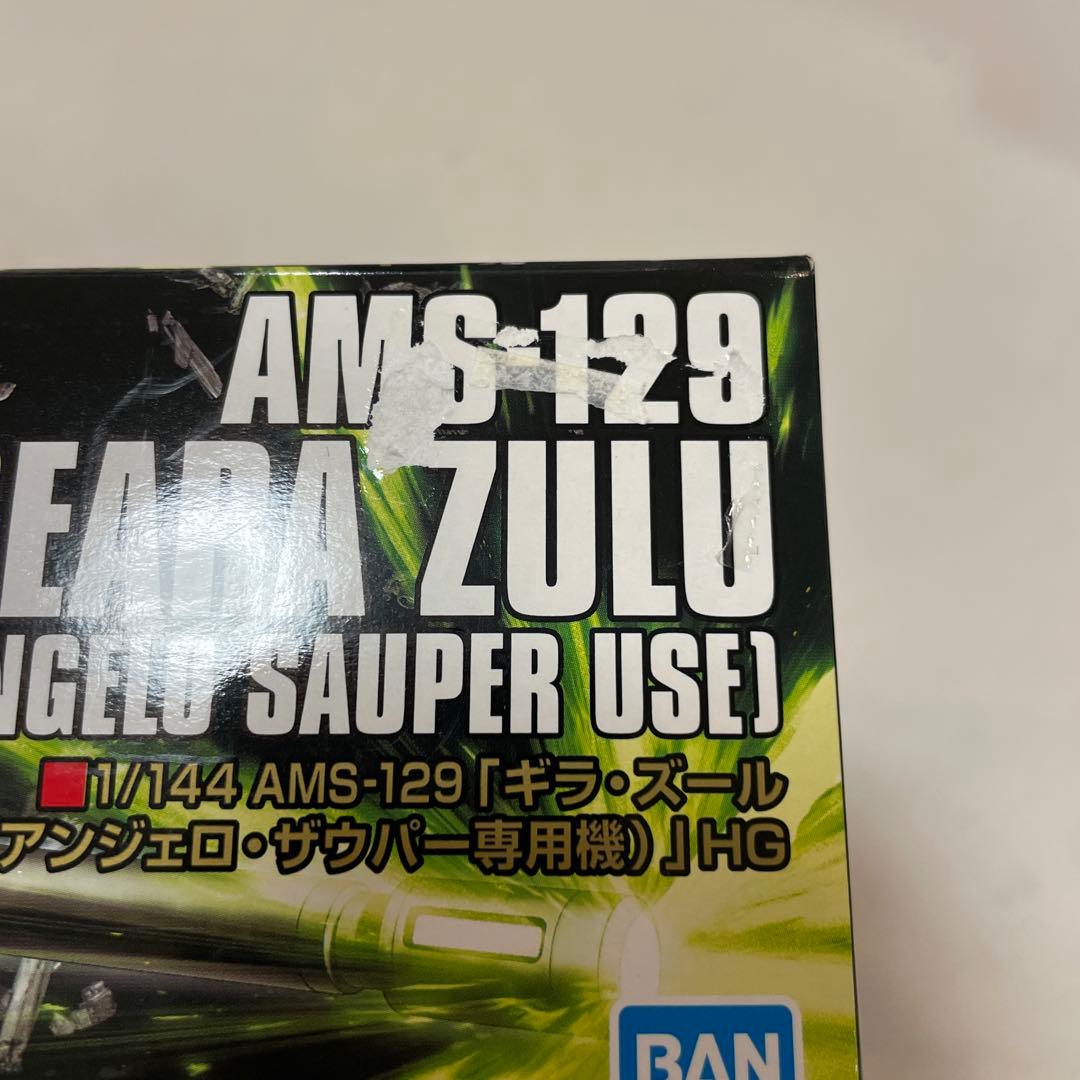 AMS-129
EARA ZULU
NGELO SAUPER USE)
■1/144 AMS-129「ギラ・ズール
アンジェロ・ザウパー専用機)」HG
BAN